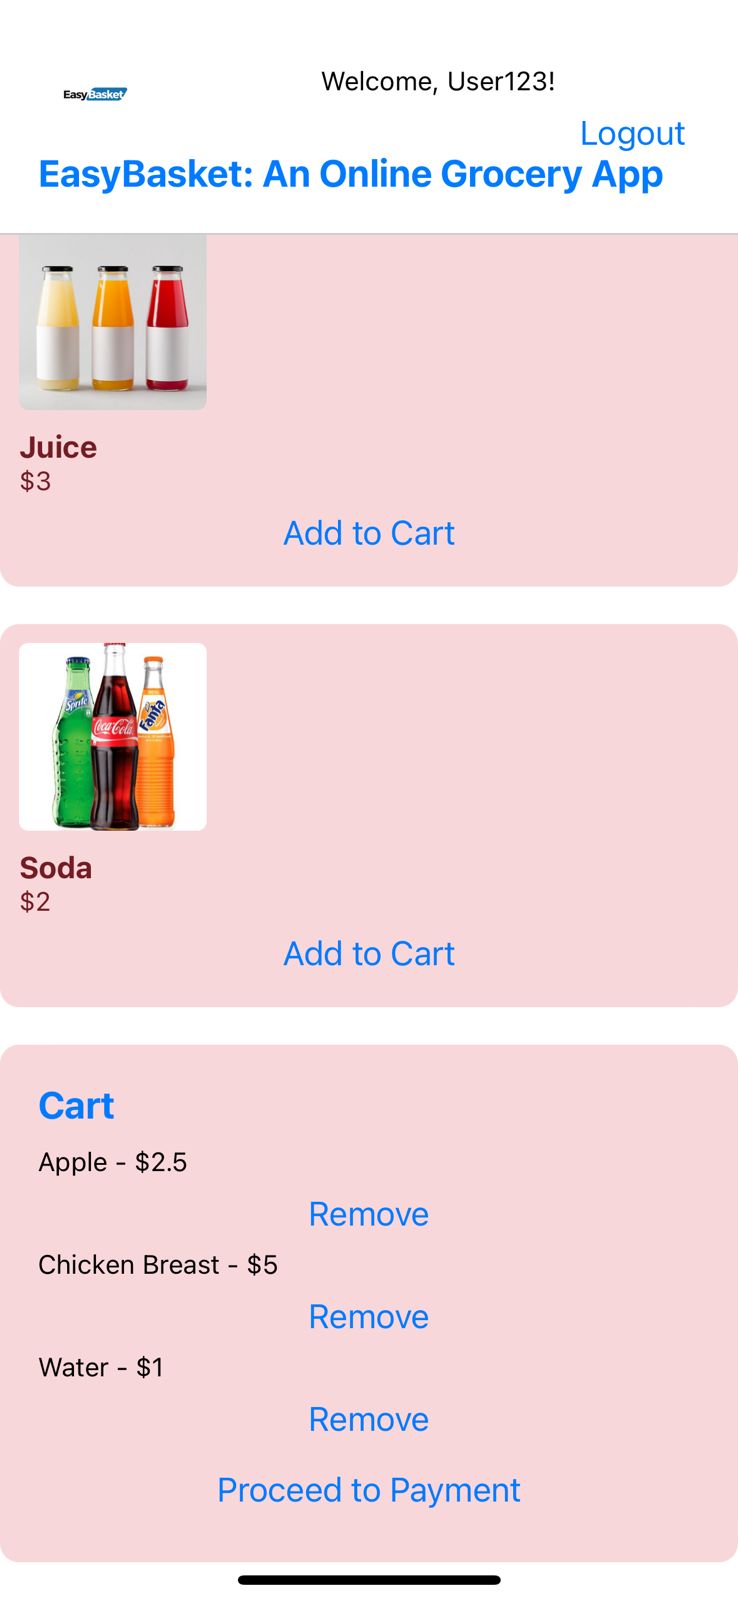 EasyBasket
Welcome, User123!
Logout
EasyBasket: An Online Grocery App
Juice
$3
Add to Cart
Sprite
Coca-Cola
Fanta
Soda
$2
Add to Cart
Cart
Apple - $2.5
Remove
Chicken Breast - $5
Remove
Water - $1
Remove
Proceed to Payment